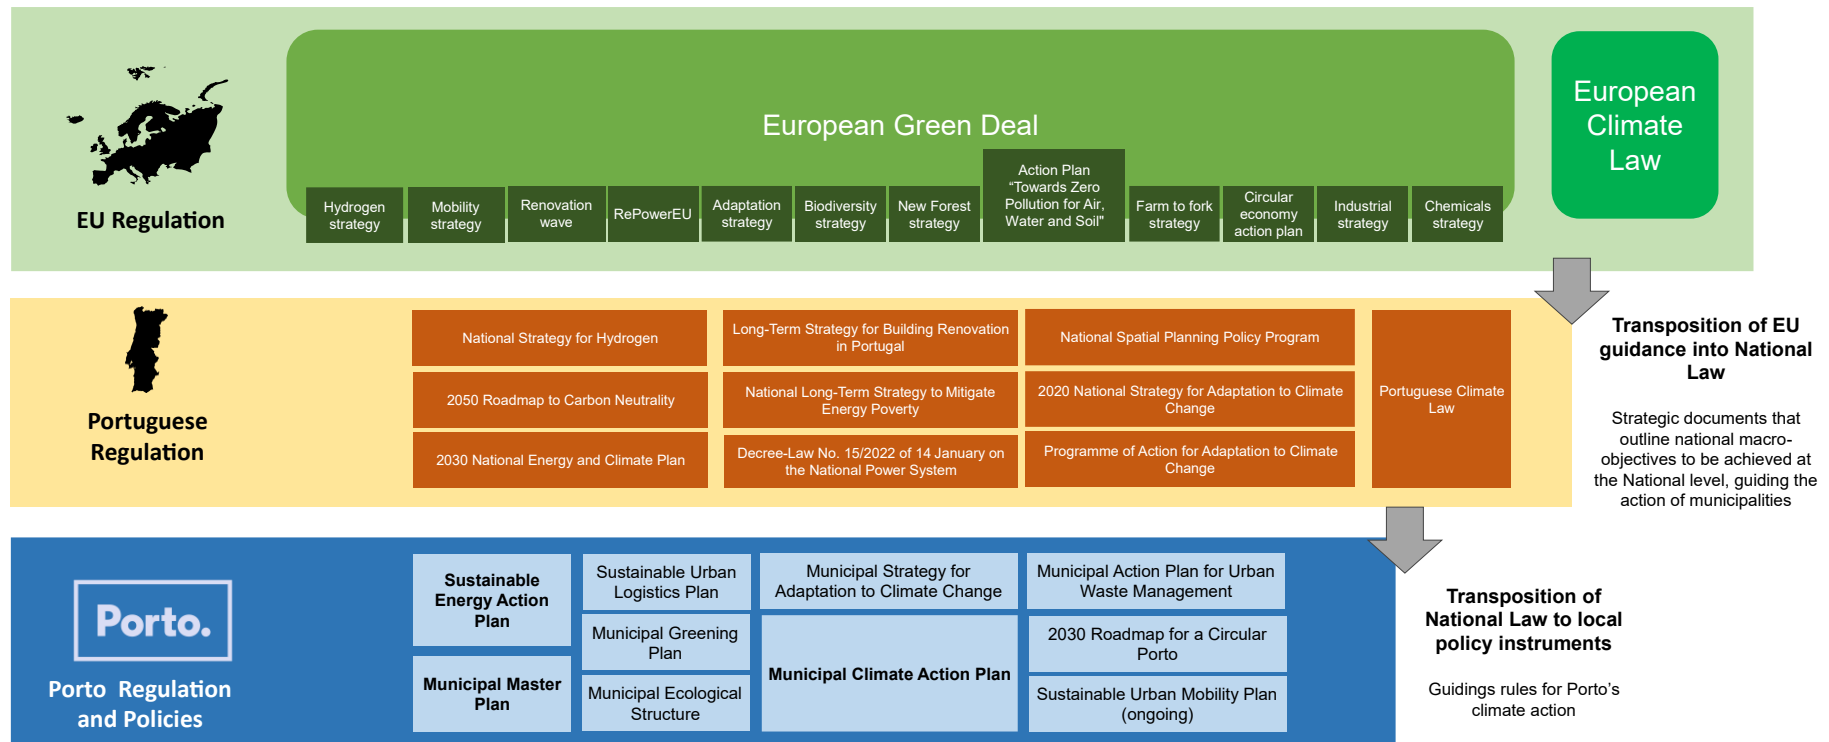 European Green Deal
European
Climate
Law
EU Regulation
Hydrogen
strategy
Mobility
strategy
Renovation
wave
RePowerEU
Adaptation
strategy
Biodiversity
strategy
New Forest
strategy
Action Plan
“Towards Zero
Pollution for Air,
Water and Soil"
Farm to fork
strategy
Circular
economy
action plan
Industrial
strategy
Chemicals
strategy
Portuguese
Regulation
National Strategy for Hydrogen
2050 Roadmap to Carbon Neutrality
2030 National Energy and Climate Plan
Long-Term Strategy for Building Renovation
in Portugal
National Long-Term Strategy to Mitigate
Energy Poverty
Decree-Law No. 15/2022 of 14 January on
the National Power System
National Spatial Planning Policy Program
2020 National Strategy for Adaptation to Climate
Change
Programme of Action for Adaptation to Climate
Change
Portuguese Climate
Law
Transposition of EU
guidance into National
Law
Strategic documents that
outline national macro-
objectives to be achieved at
the National level, guiding the
action of municipalities
Porto.
Porto Regulation
and Policies
Sustainable
Energy Action
Plan
Municipal Master
Plan
Sustainable Urban
Logistics Plan
Municipal Greening
Plan
Municipal Ecological
Structure
Municipal Strategy for
Adaptation to Climate Change
Municipal Climate Action Plan
Municipal Action Plan for Urban
Waste Management
2030 Roadmap for a Circular
Porto
Sustainable Urban Mobility Plan
(ongoing)
Transposition of
National Law to local
policy instruments
Guidings rules for Porto’s
climate action